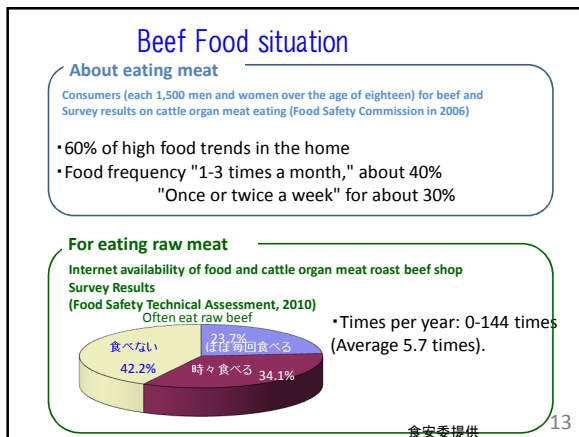 Beef Food situation
About eating meat
Consumers (each 1,500 men and women over the age of eighteen) for beef and
Survey results on cattle organ meat eating (Food Safety Commission in 2006)
・60% of high food trends in the home
・Food frequency "1-3 times a month," about 40%
"Once or twice a week" for about 30%
For eating raw meat
Internet availability of food and cattle organ meat roast beef shop
Survey Results
(Food Safety Technical Assessment, 2010)
Often eat raw beef
23.7%
ほぼ毎回食べる
食べない
42.2%
時々食べる
34.1%
・Times per year: 0-144 times
(Average 5.7 times).
食安委提供
13